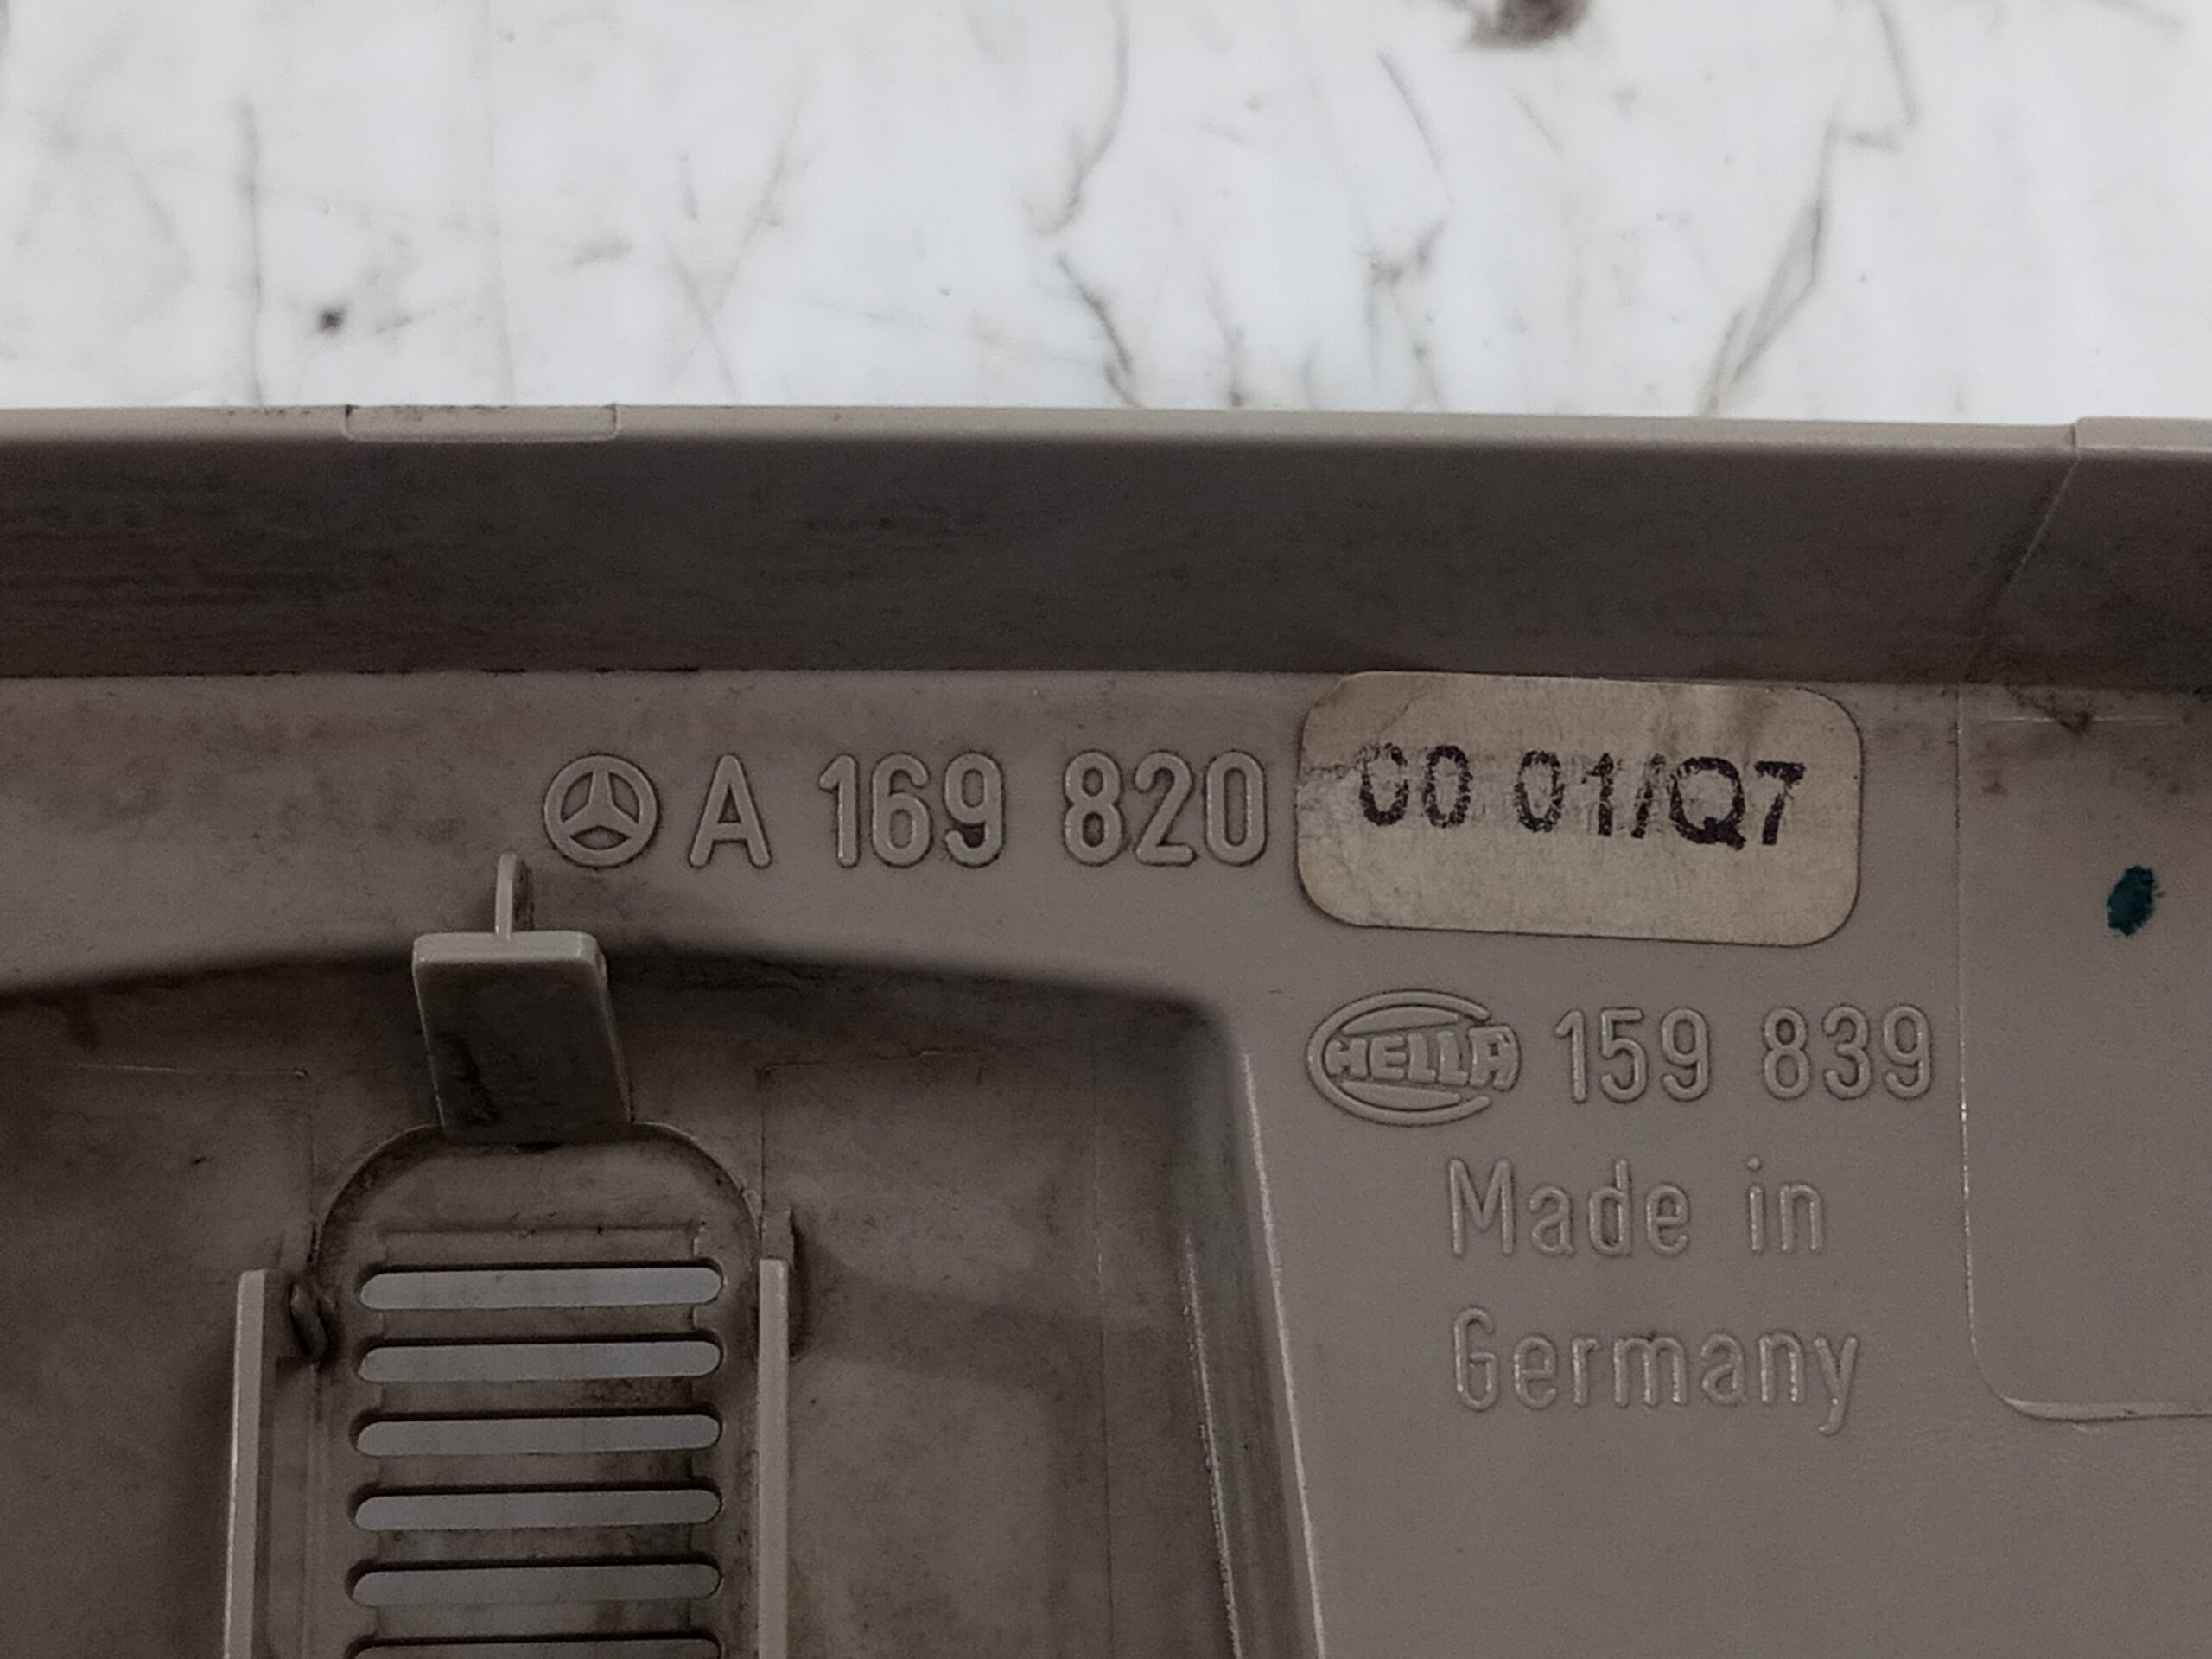 A 169 820 00 01/Q7
HELLA 159 839
Made in
Germany